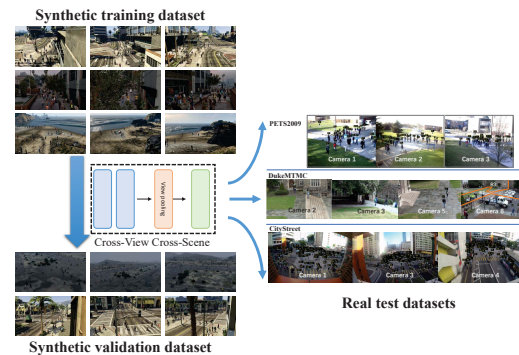 Synthetic training dataset
PETS2009
Camera 1
Camera 2
Camera 3
DukeMTMC
Camera 2
Camera 3
Camera 5
Camera 8
View pooling
Cross-View Cross-Scene
CityStreet
Camera 1
Camera 3
Camera 4
Real test datasets
Synthetic validation dataset